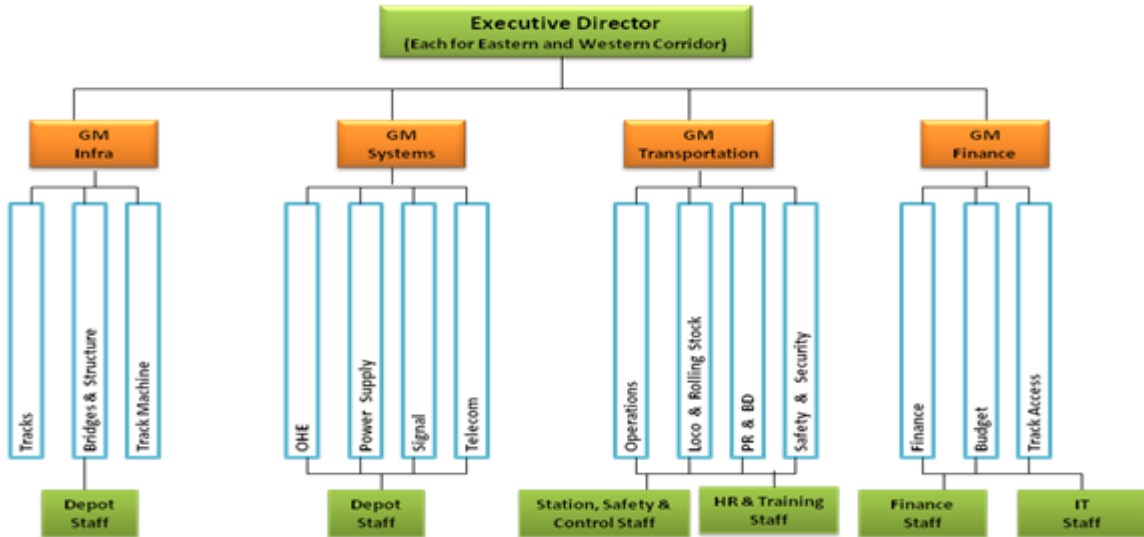 Executive Director
(Each for Eastern and Western Corridor)
GM
Infra
GM
Systems
GM
Transportation
GM
Finance
Tracks
Bridges & Structure
Track Machine
OHE
Power Supply
Signal
Telecom
Operations
Loco & Rolling Stock
PR & BD
Safety & Security
Finance
Budget
Track Access
Depot
Staff
Depot
Staff
Station, Safety &
Control Staff
HR & Training
Staff
Finance
Staff
IT
Staff